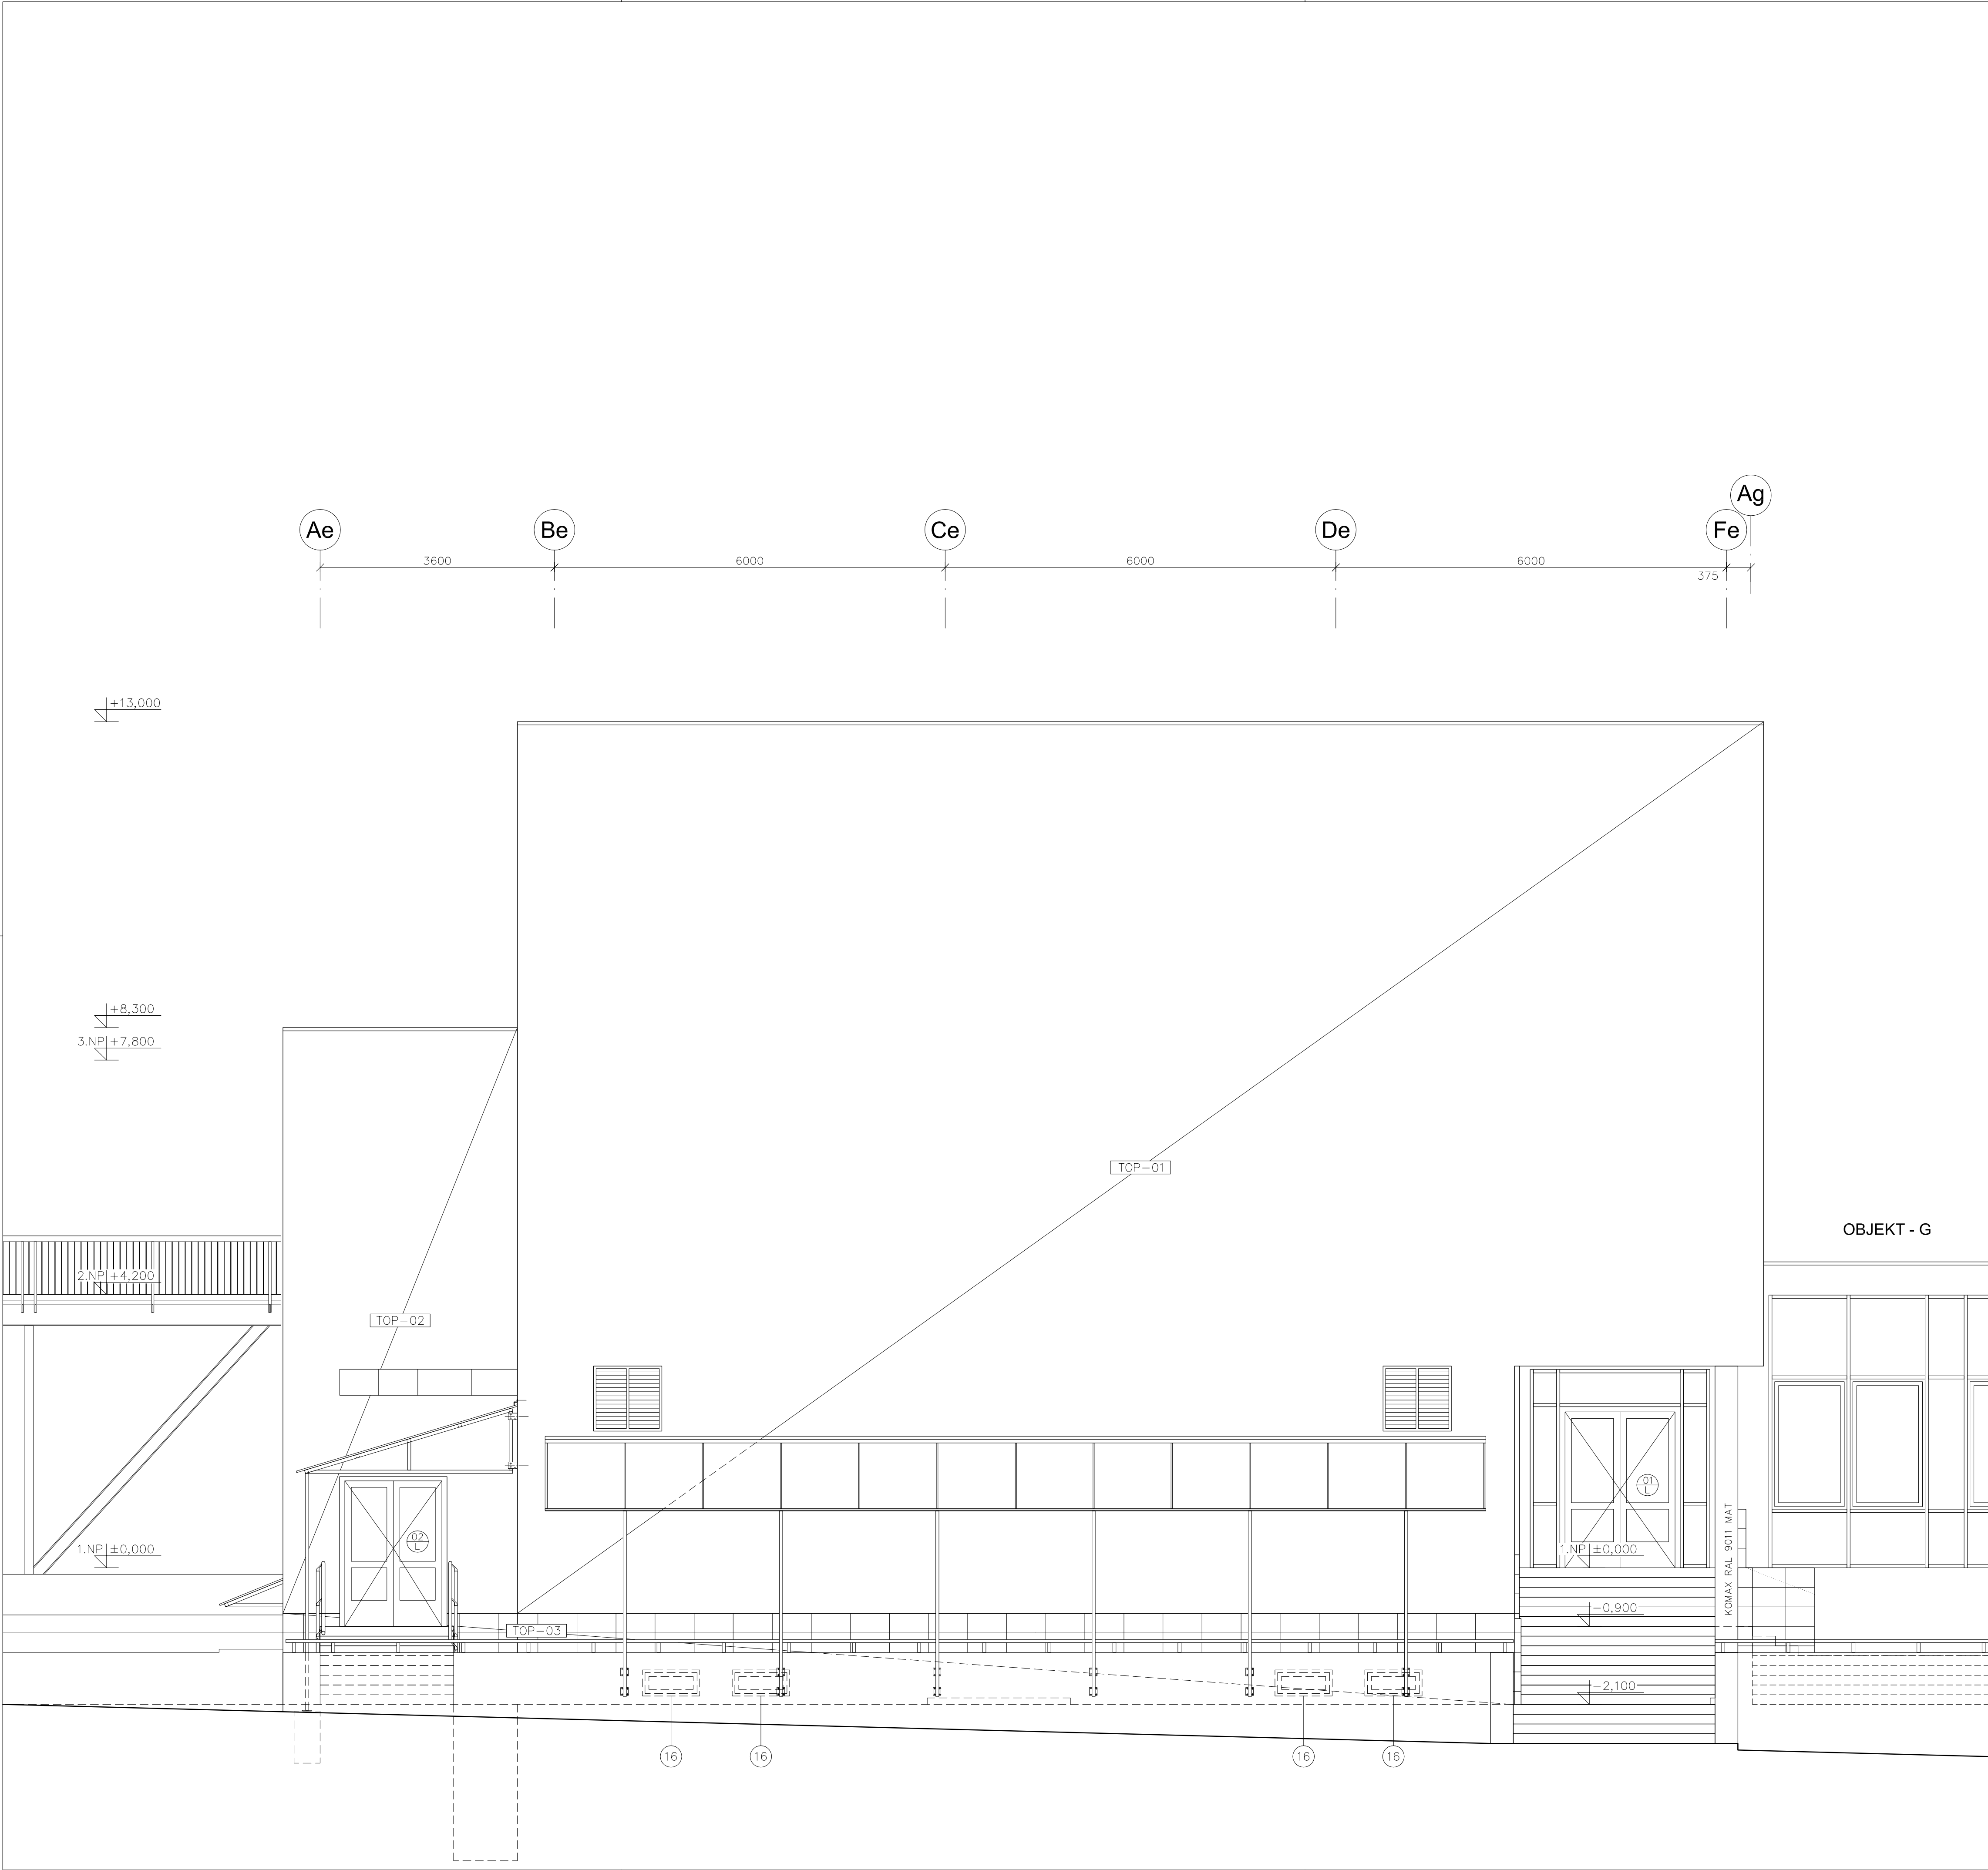 Ag
Ae Be Ce De Fe
3600 6000 6000 6000
375
+13,000
+8,300
3.NP +7,800
TOP-01
OBJEKT - G
2.NP +4,200
TOP-02
01
L
KOMAX RAL 9011 MAT
02
L
1.NP ±0,000
1.NP ±0,000
-0,900
TOP-03
-2,100
16 16 16 16